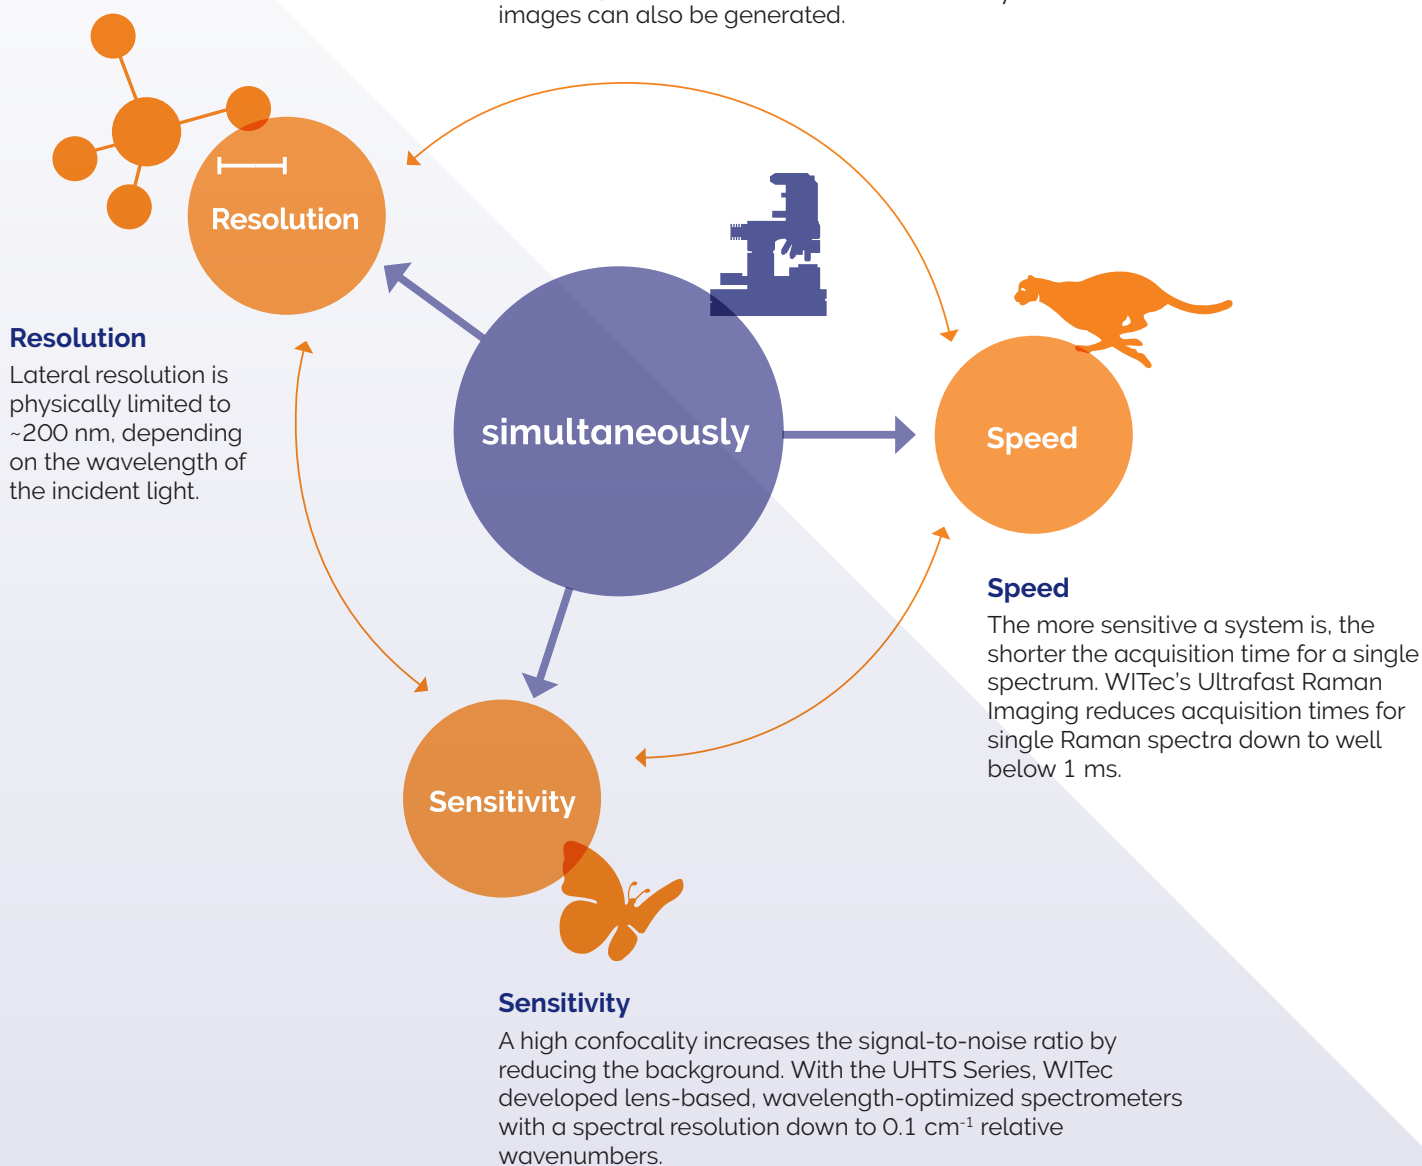 images can also be generated.
Resolution
simultaneously
Speed
Sensitivity
Resolution
Lateral resolution is
physically limited to
~200 nm, depending
on the wavelength of
the incident light.
Speed
The more sensitive a system is, the
shorter the acquisition time for a single
spectrum. WITec’s Ultrafast Raman
Imaging reduces acquisition times for
single Raman spectra down to well
below 1 ms.
Sensitivity
A high confocality increases the signal-to-noise ratio by
reducing the background. With the UHTS Series, WITec
developed lens-based, wavelength-optimized spectrometers
with a spectral resolution down to 0.1 cm⁻¹ relative
wavenumbers.